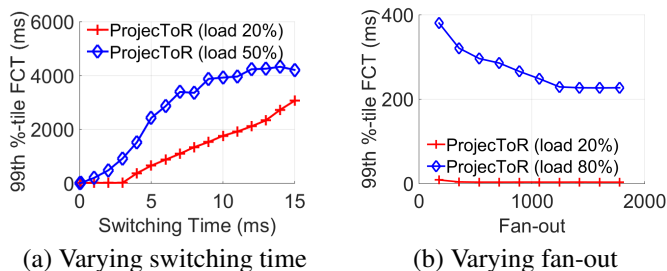 99th %-tile FCT (ms)
6000
4000
2000
0
ProjecToR (load 20%)
ProjecToR (load 50%)
0
5
10
15
Switching Time (ms)
(a) Varying switching time
99th %-tile FCT (ms)
400
200
0
ProjecToR (load 20%)
ProjecToR (load 80%)
0
1000
2000
Fan-out
(b) Varying fan-out